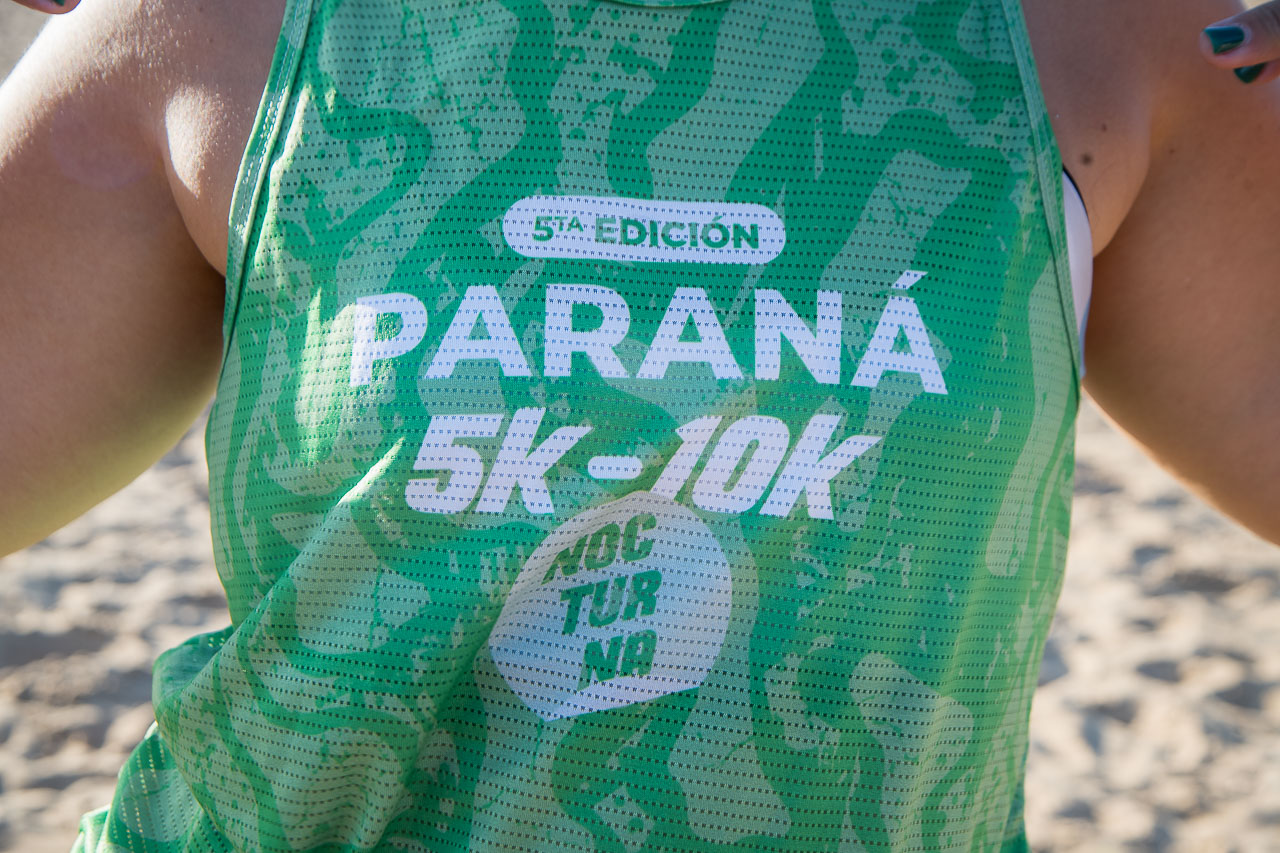 5TA EDICIÓN
PARANÁ
5k-10k
NOC
TUR
NA